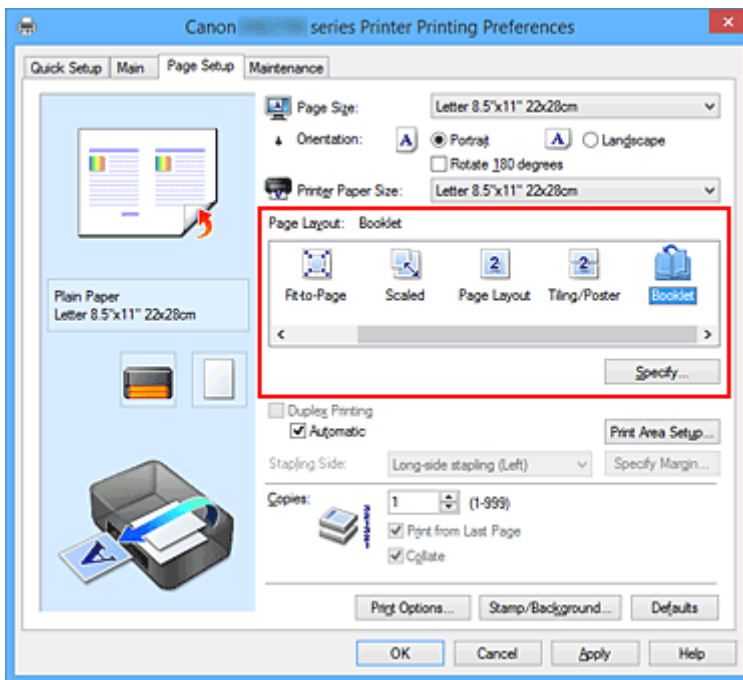 Canon series Printer Printing Preferences
Quick Setup Main Page Setup Maintenance
Page Size: Letter 8.5"x11" 22x28cm
Orientation: A Portrait A Landscape
Rotate 180 degrees
Printer Paper Size: Letter 8.5"x11" 22x28cm
Page Layout: Booklet
2 2
Fit-to-Page Scaled Page Layout Tiling/Poster Booklet
Plain Paper
Letter 8.5"x11" 22x28cm
Specify...
Duplex Printing
Automatic Print Area Setup...
Stapling Side: Long-side stapling (Left) Specify Margin...
Copies: 1 (1-999)
Print from Last Page
Collate
A
Print Options... Stamp/Background... Defaults
OK Cancel Apply Help